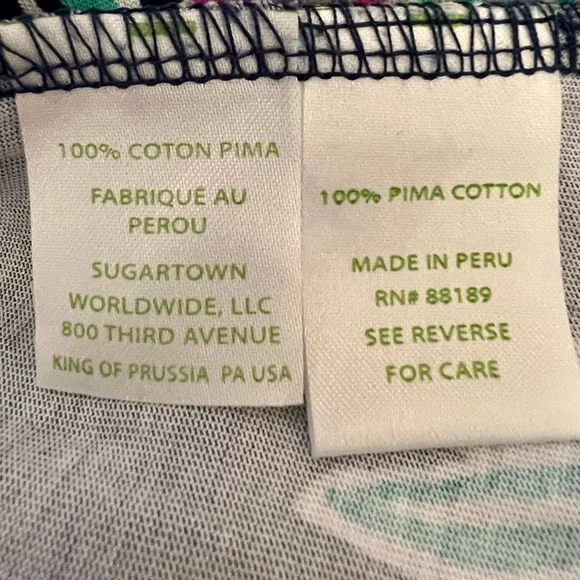 100% COTON PIMA
FABRIQUE AU
PEROU
SUGARTOWN
WORLDWIDE, LLC
800 THIRD AVENUE
KING OF PRUSSIA PA USA
100% PIMA COTTON
MADE IN PERU
RN# 88189
SEE REVERSE
FOR CARE